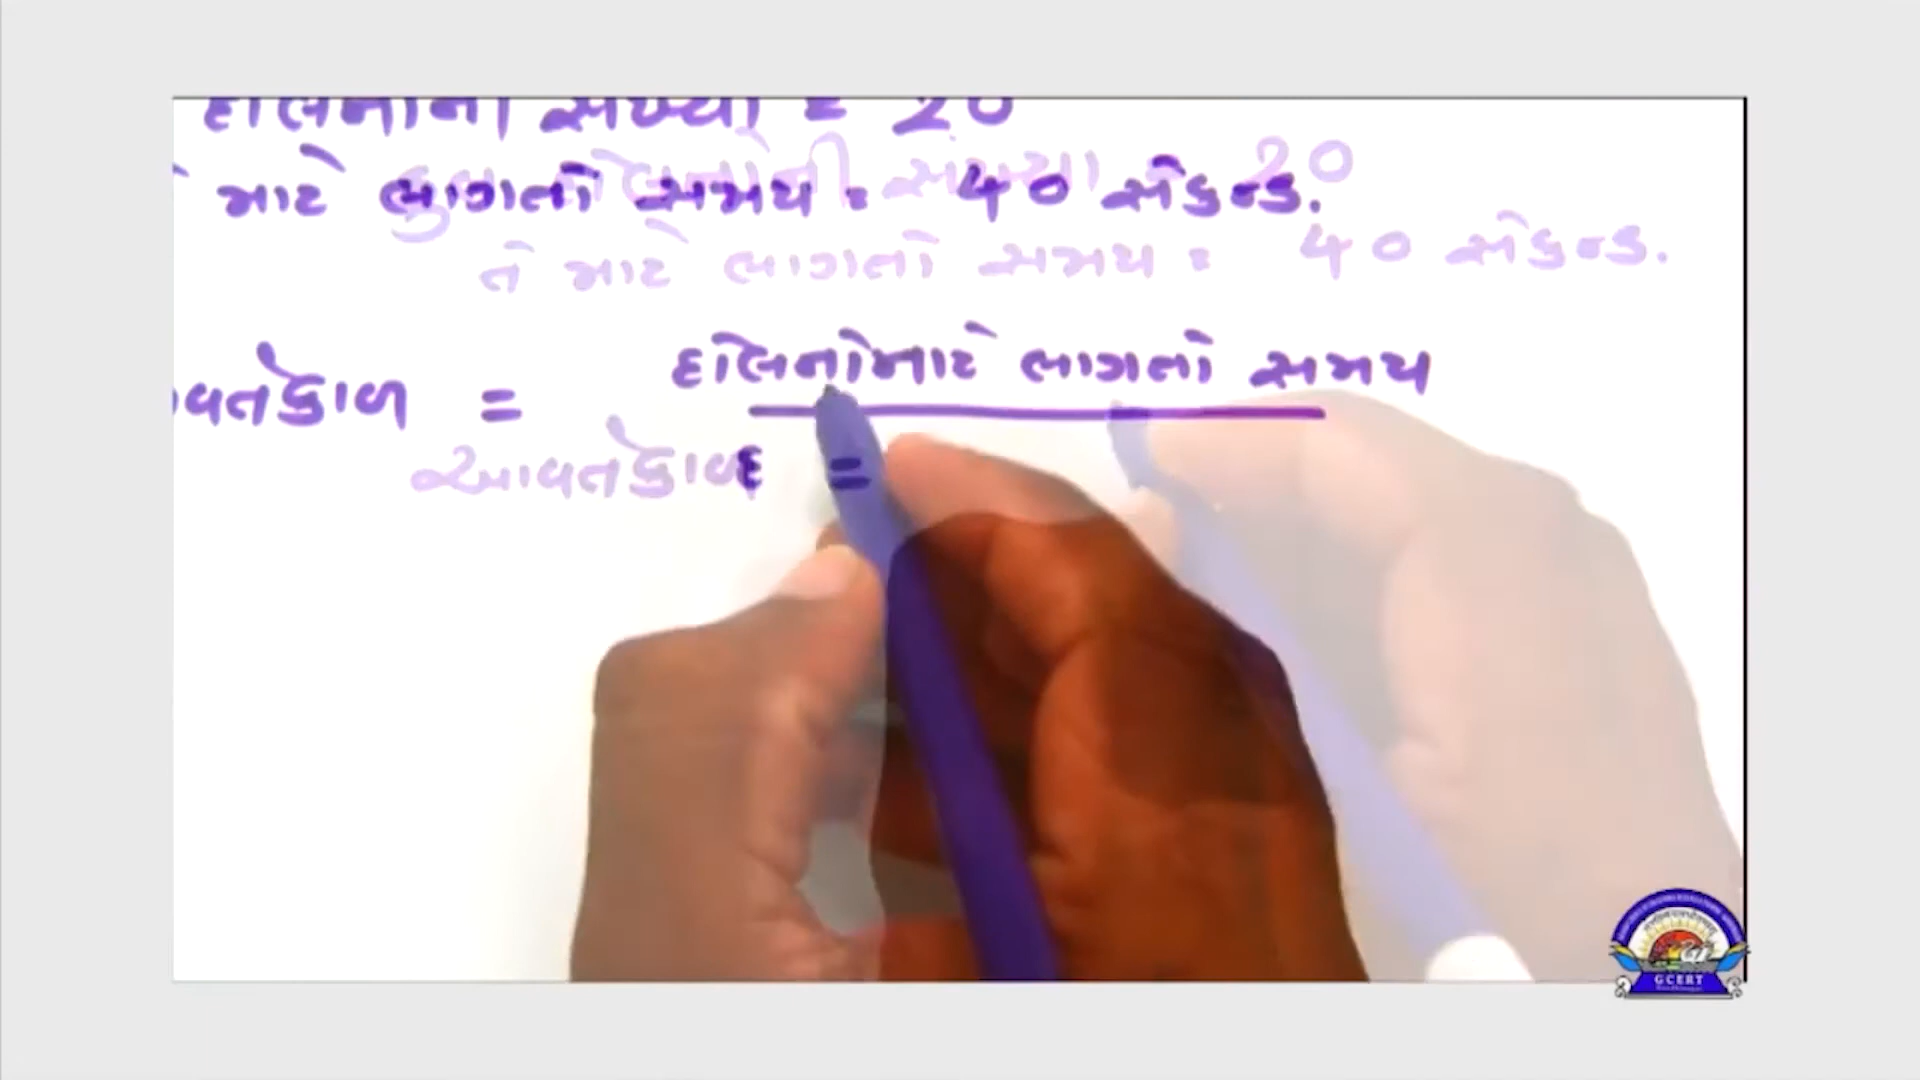 દોલનોની સંખ્યા = 20
કુલ દોલનોની સંખ્યા 20
માટે લાગતો સમય = 40 સેકન્ડ.
તે માટે લાગતો સમય = 40 સેકન્ડ.
દોલનોમાટે લાગતો સમય
આવર્તકાળ =
આવર્તકાળ =
GCERT